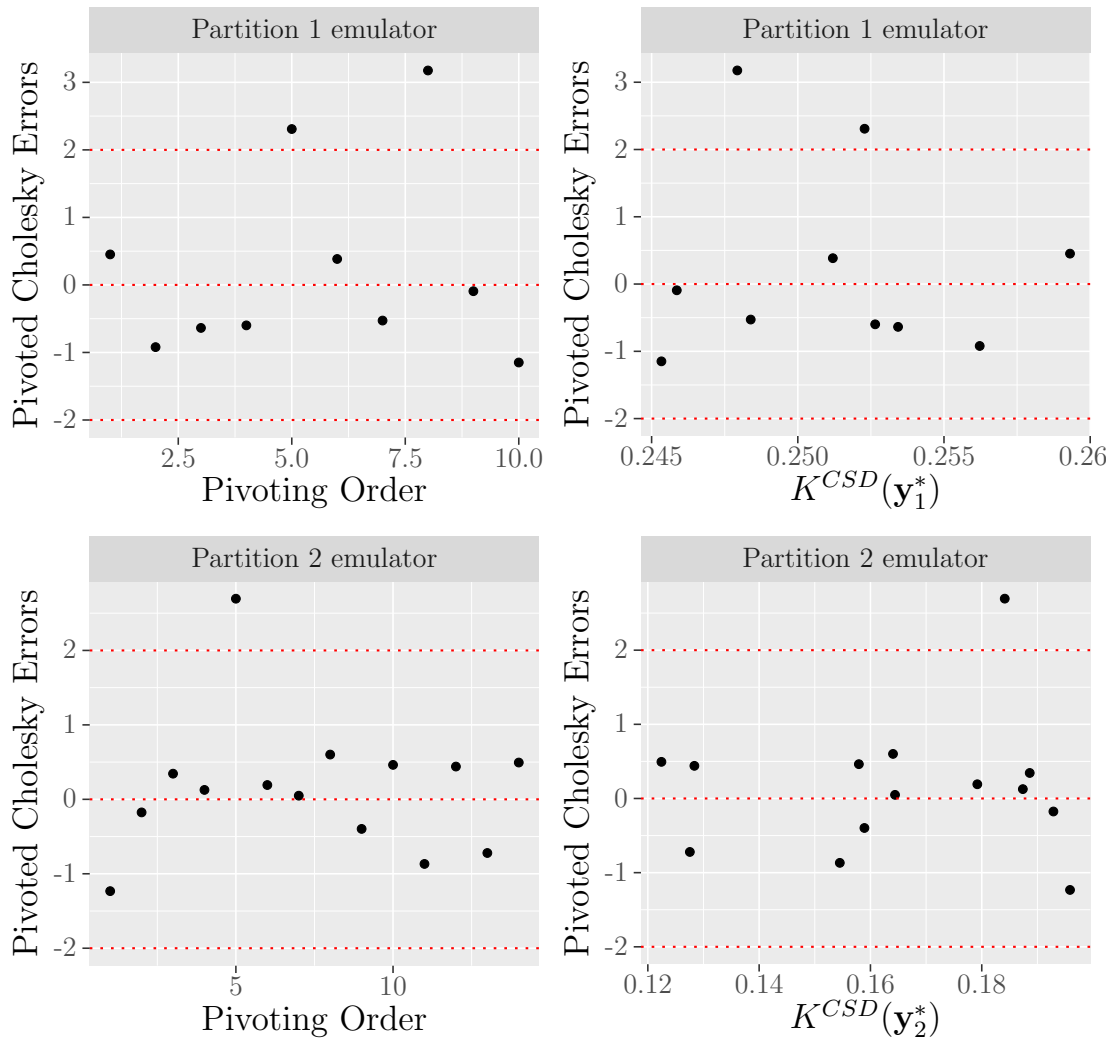 Partition 1 emulator
Pivoted Cholesky Errors
3
2
1
0
-1
-2
2.5 5.0 7.5 10.0
Pivoting Order
Partition 1 emulator
Pivoted Cholesky Errors
3
2
1
0
-1
-2
0.245 0.250 0.255 0.26
K^{CSD}(y_1^*)
Partition 2 emulator
Pivoted Cholesky Errors
2
1
0
-1
-2
5 10
Pivoting Order
Partition 2 emulator
Pivoted Cholesky Errors
2
1
0
-1
-2
0.12 0.14 0.16 0.18
K^{CSD}(y_2^*)